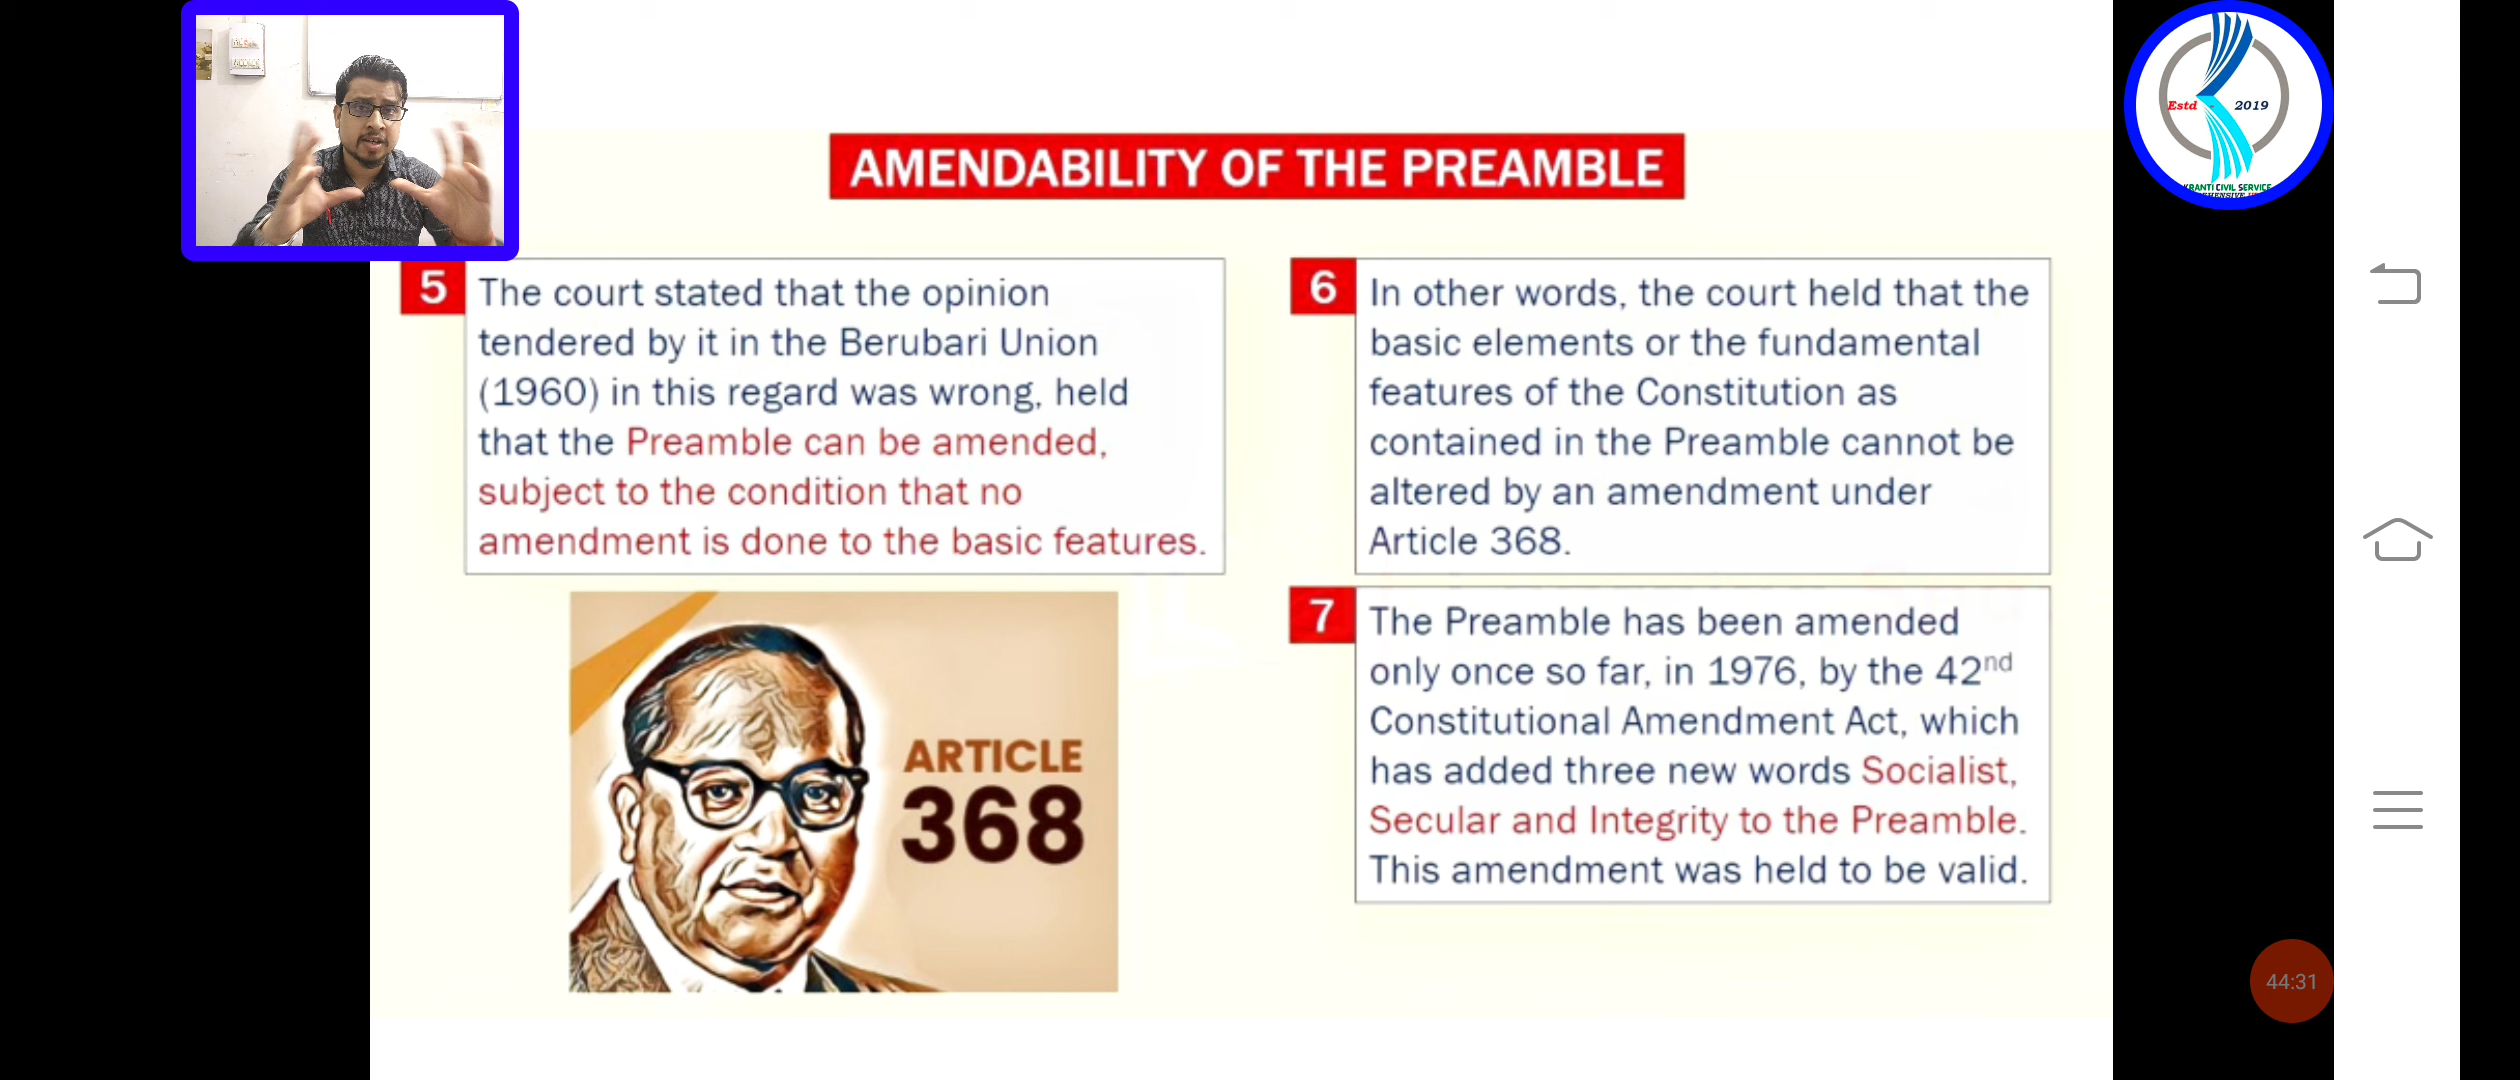 AMENDABILITY OF THE PREAMBLE
Estd - 2019
KRANTI CIVIL SERVICE
5
The court stated that the opinion
tendered by it in the Berubari Union
(1960) in this regard was wrong, held
that the Preamble can be amended,
subject to the condition that no
amendment is done to the basic features.
6
In other words, the court held that the
basic elements or the fundamental
features of the Constitution as
contained in the Preamble cannot be
altered by an amendment under
Article 368.
ARTICLE
368
7
The Preamble has been amended
only once so far, in 1976, by the 42nd
Constitutional Amendment Act, which
has added three new words Socialist,
Secular and Integrity to the Preamble.
This amendment was held to be valid.
44:31